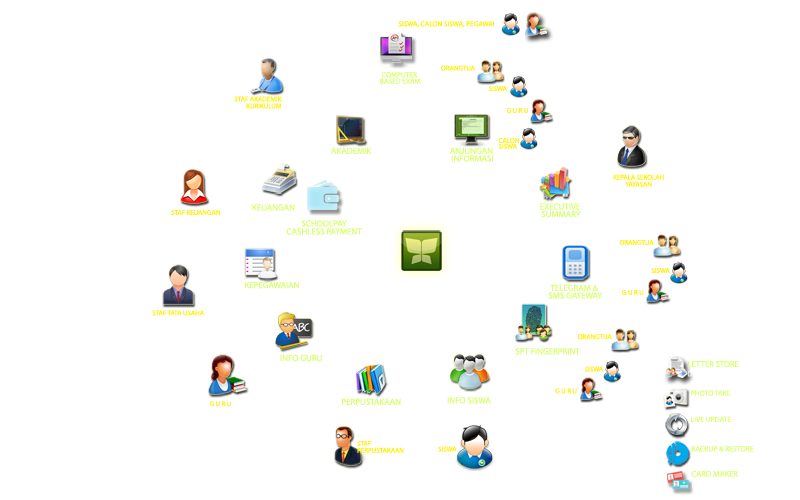 SISWA, CALON SISWA, PEGAWAI
COMPUTER
BASED EXAM
ORANGTUA
SISWA
STAF AKADEMIK
KURIKULUM
GURU
AKADEMIK
ANJUNGAN
INFORMASI
CALON
SISWA
KEPALA SEKOLAH
YAYASAN
STAF KEUANGAN
KEUANGAN
SCHOOLPAY
CASHLESS PAYMENT
EXECUTIVE
SUMMARY
ORANGTUA
SISWA
GURU
KEPEGAWAIAN
TELEGRAM &
SMS GATEWAY
STAF TATA USAHA
ABC
INFO GURU
SPT FINGERPRINT
ORANGTUA
SISWA
GURU
GURU
PERPUSTAKAAN
INFO SISWA
LETTER STORE
PHOTO TAKE
LIVE UPDATE
BACKUP & RESTORE
CARD MAKER
STAF
PERPUSTAKAAN
SISWA